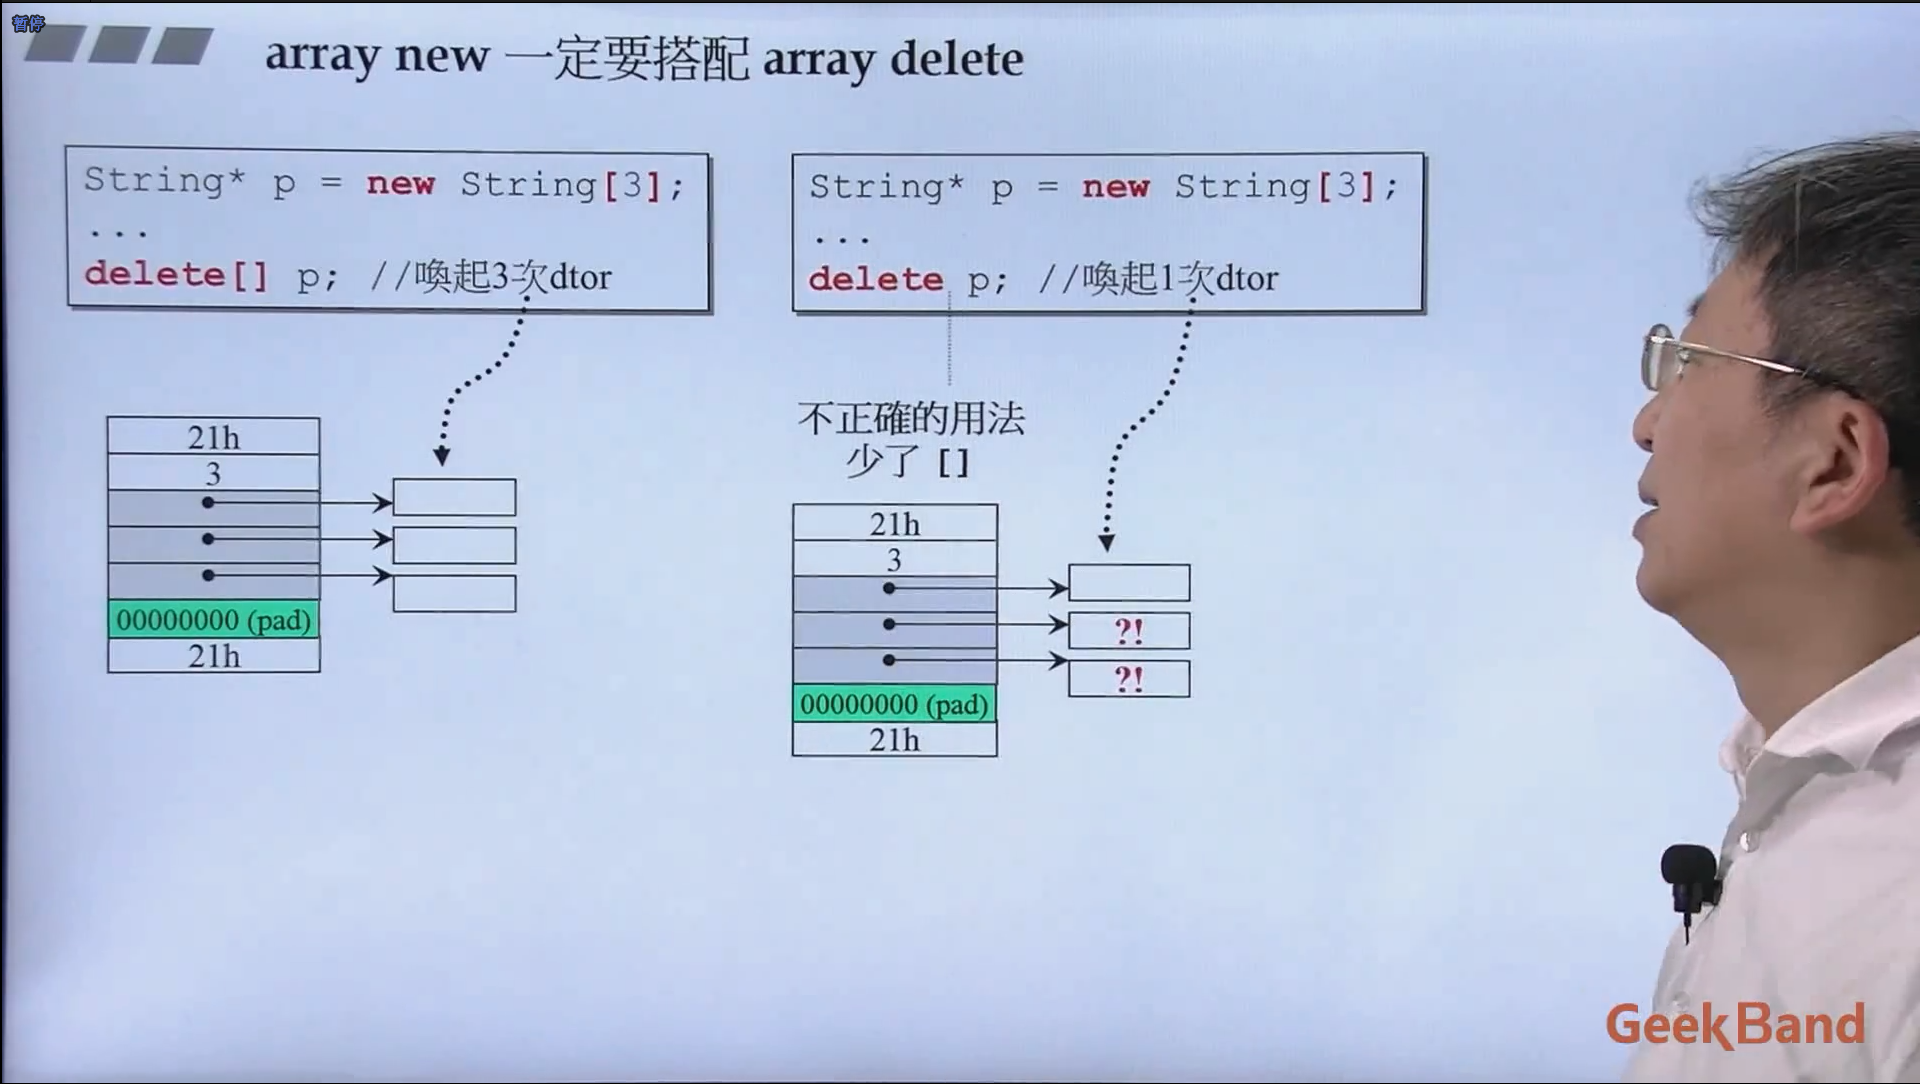 暂停
array new 一定要搭配 array delete
String* p = new String[3];
...
delete[] p; //喚起3次dtor
21h
3
00000000 (pad)
21h
String* p = new String[3];
...
delete p; //喚起1次dtor
不正確的用法
少了 []
21h
3
?!
?!
00000000 (pad)
21h
GeekBand